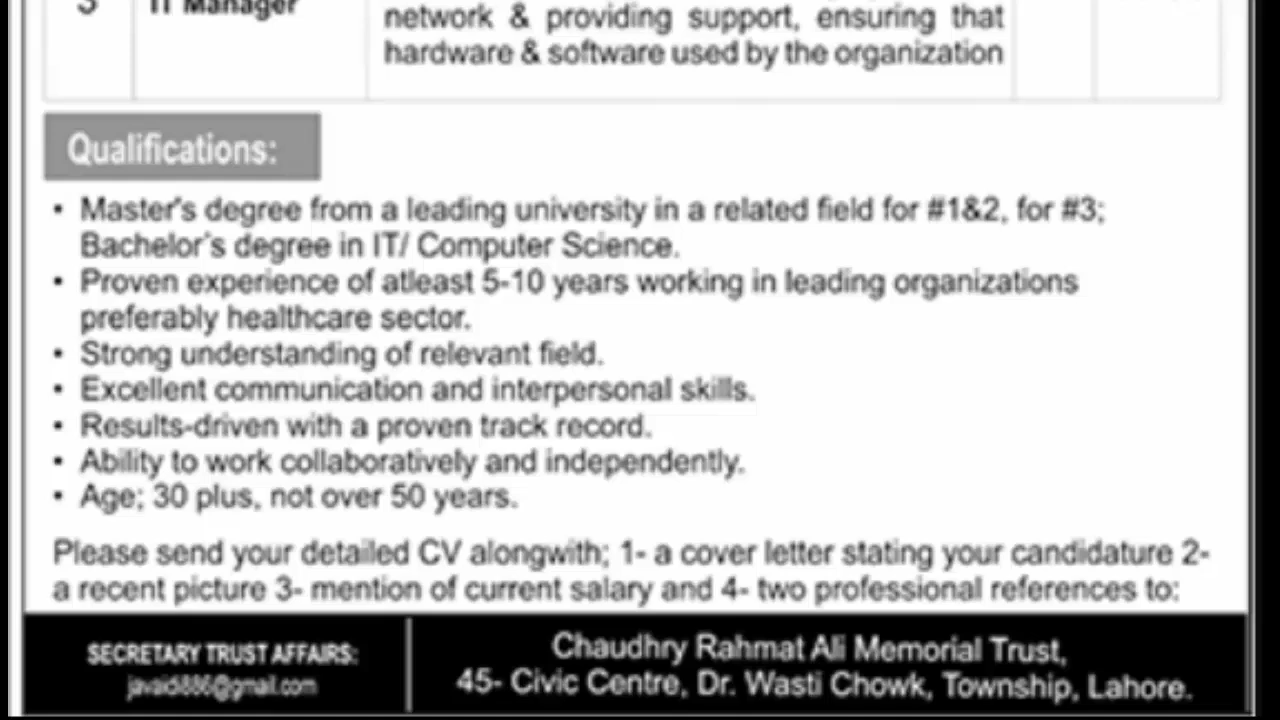 3 IT Manager
network & providing support, ensuring that
hardware & software used by the organization
Qualifications:
• Master's degree from a leading university in a related field for #1&2, for #3;
Bachelor's degree in IT/ Computer Science.
• Proven experience of atleast 5-10 years working in leading organizations
preferably healthcare sector.
• Strong understanding of relevant field.
• Excellent communication and interpersonal skills.
• Results-driven with a proven track record.
• Ability to work collaboratively and independently.
• Age; 30 plus, not over 50 years.
Please send your detailed CV alongwith; 1- a cover letter stating your candidature 2-
a recent picture 3- mention of current salary and 4- two professional references to:
SECRETARY TRUST AFFAIRS:
Chaudhry Rahmat Ali Memorial Trust,
45- Civic Centre, Dr. Wasti Chowk, Township, Lahore.